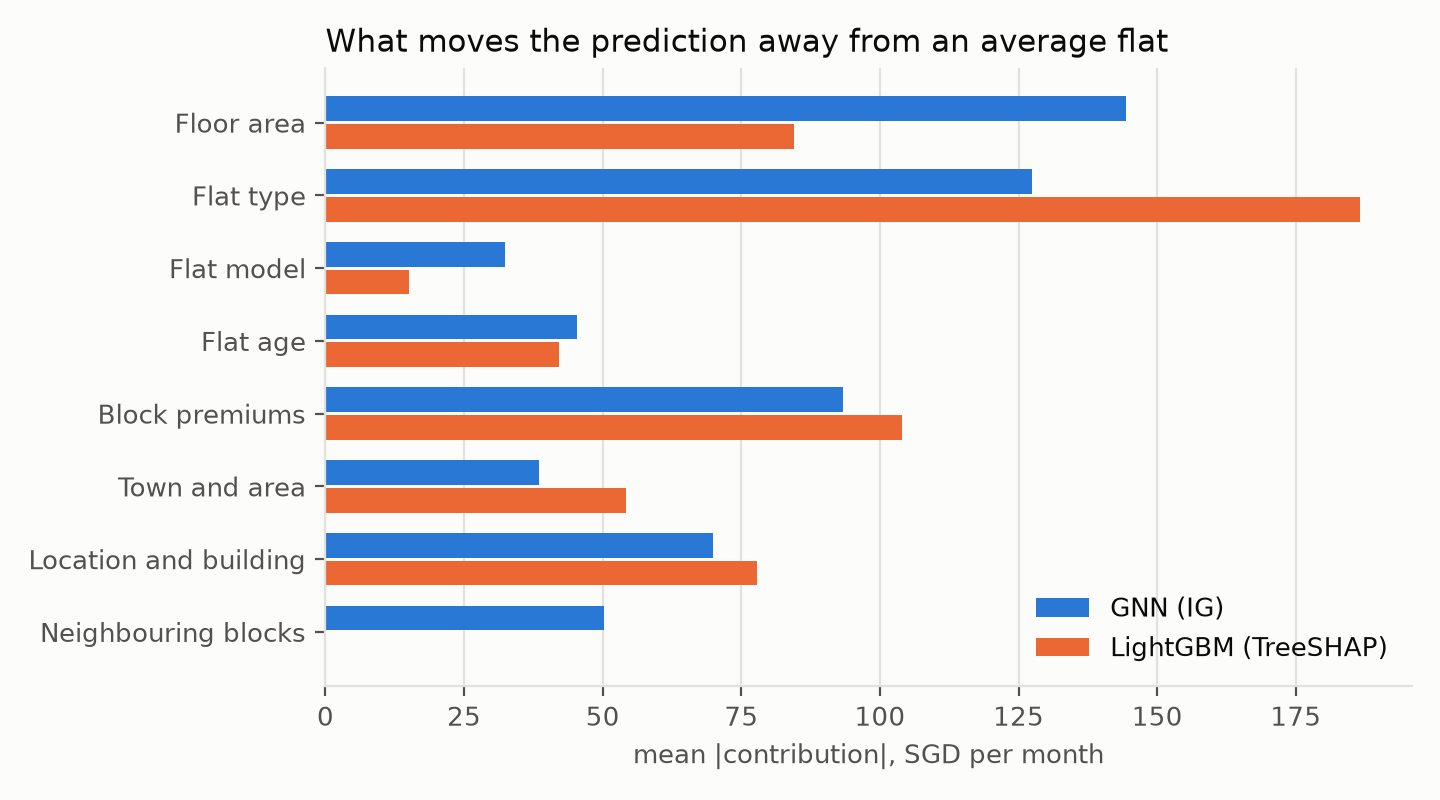 What moves the prediction away from an average flat
Floor area
Flat type
Flat model
Flat age
Block premiums
Town and area
Location and building
Neighbouring blocks
GNN (IG)
LightGBM (TreeSHAP)
0 25 50 75 100 125 150 175
mean |contribution|, SGD per month